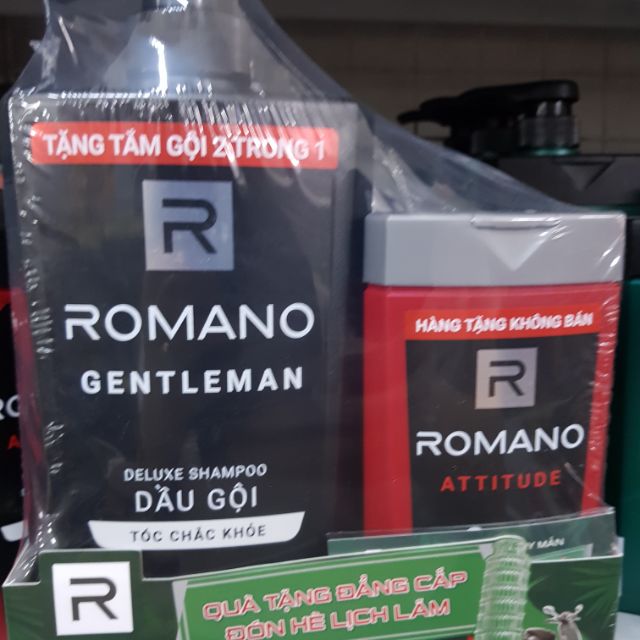 TẶNG TẮM GỘI 2 TRONG 1
R
ROMANO
GENTLEMAN
DELUXE SHAMPOO
DẦU GỘI
TÓC CHẮC KHỎE
HÀNG TẶNG KHÔNG BÁN
R
ROMANO
ATTITUDE
R
QUÀ TẶNG ĐẲNG CẤP
ĐÓN HÈ LỊCH LÃM
MẮN